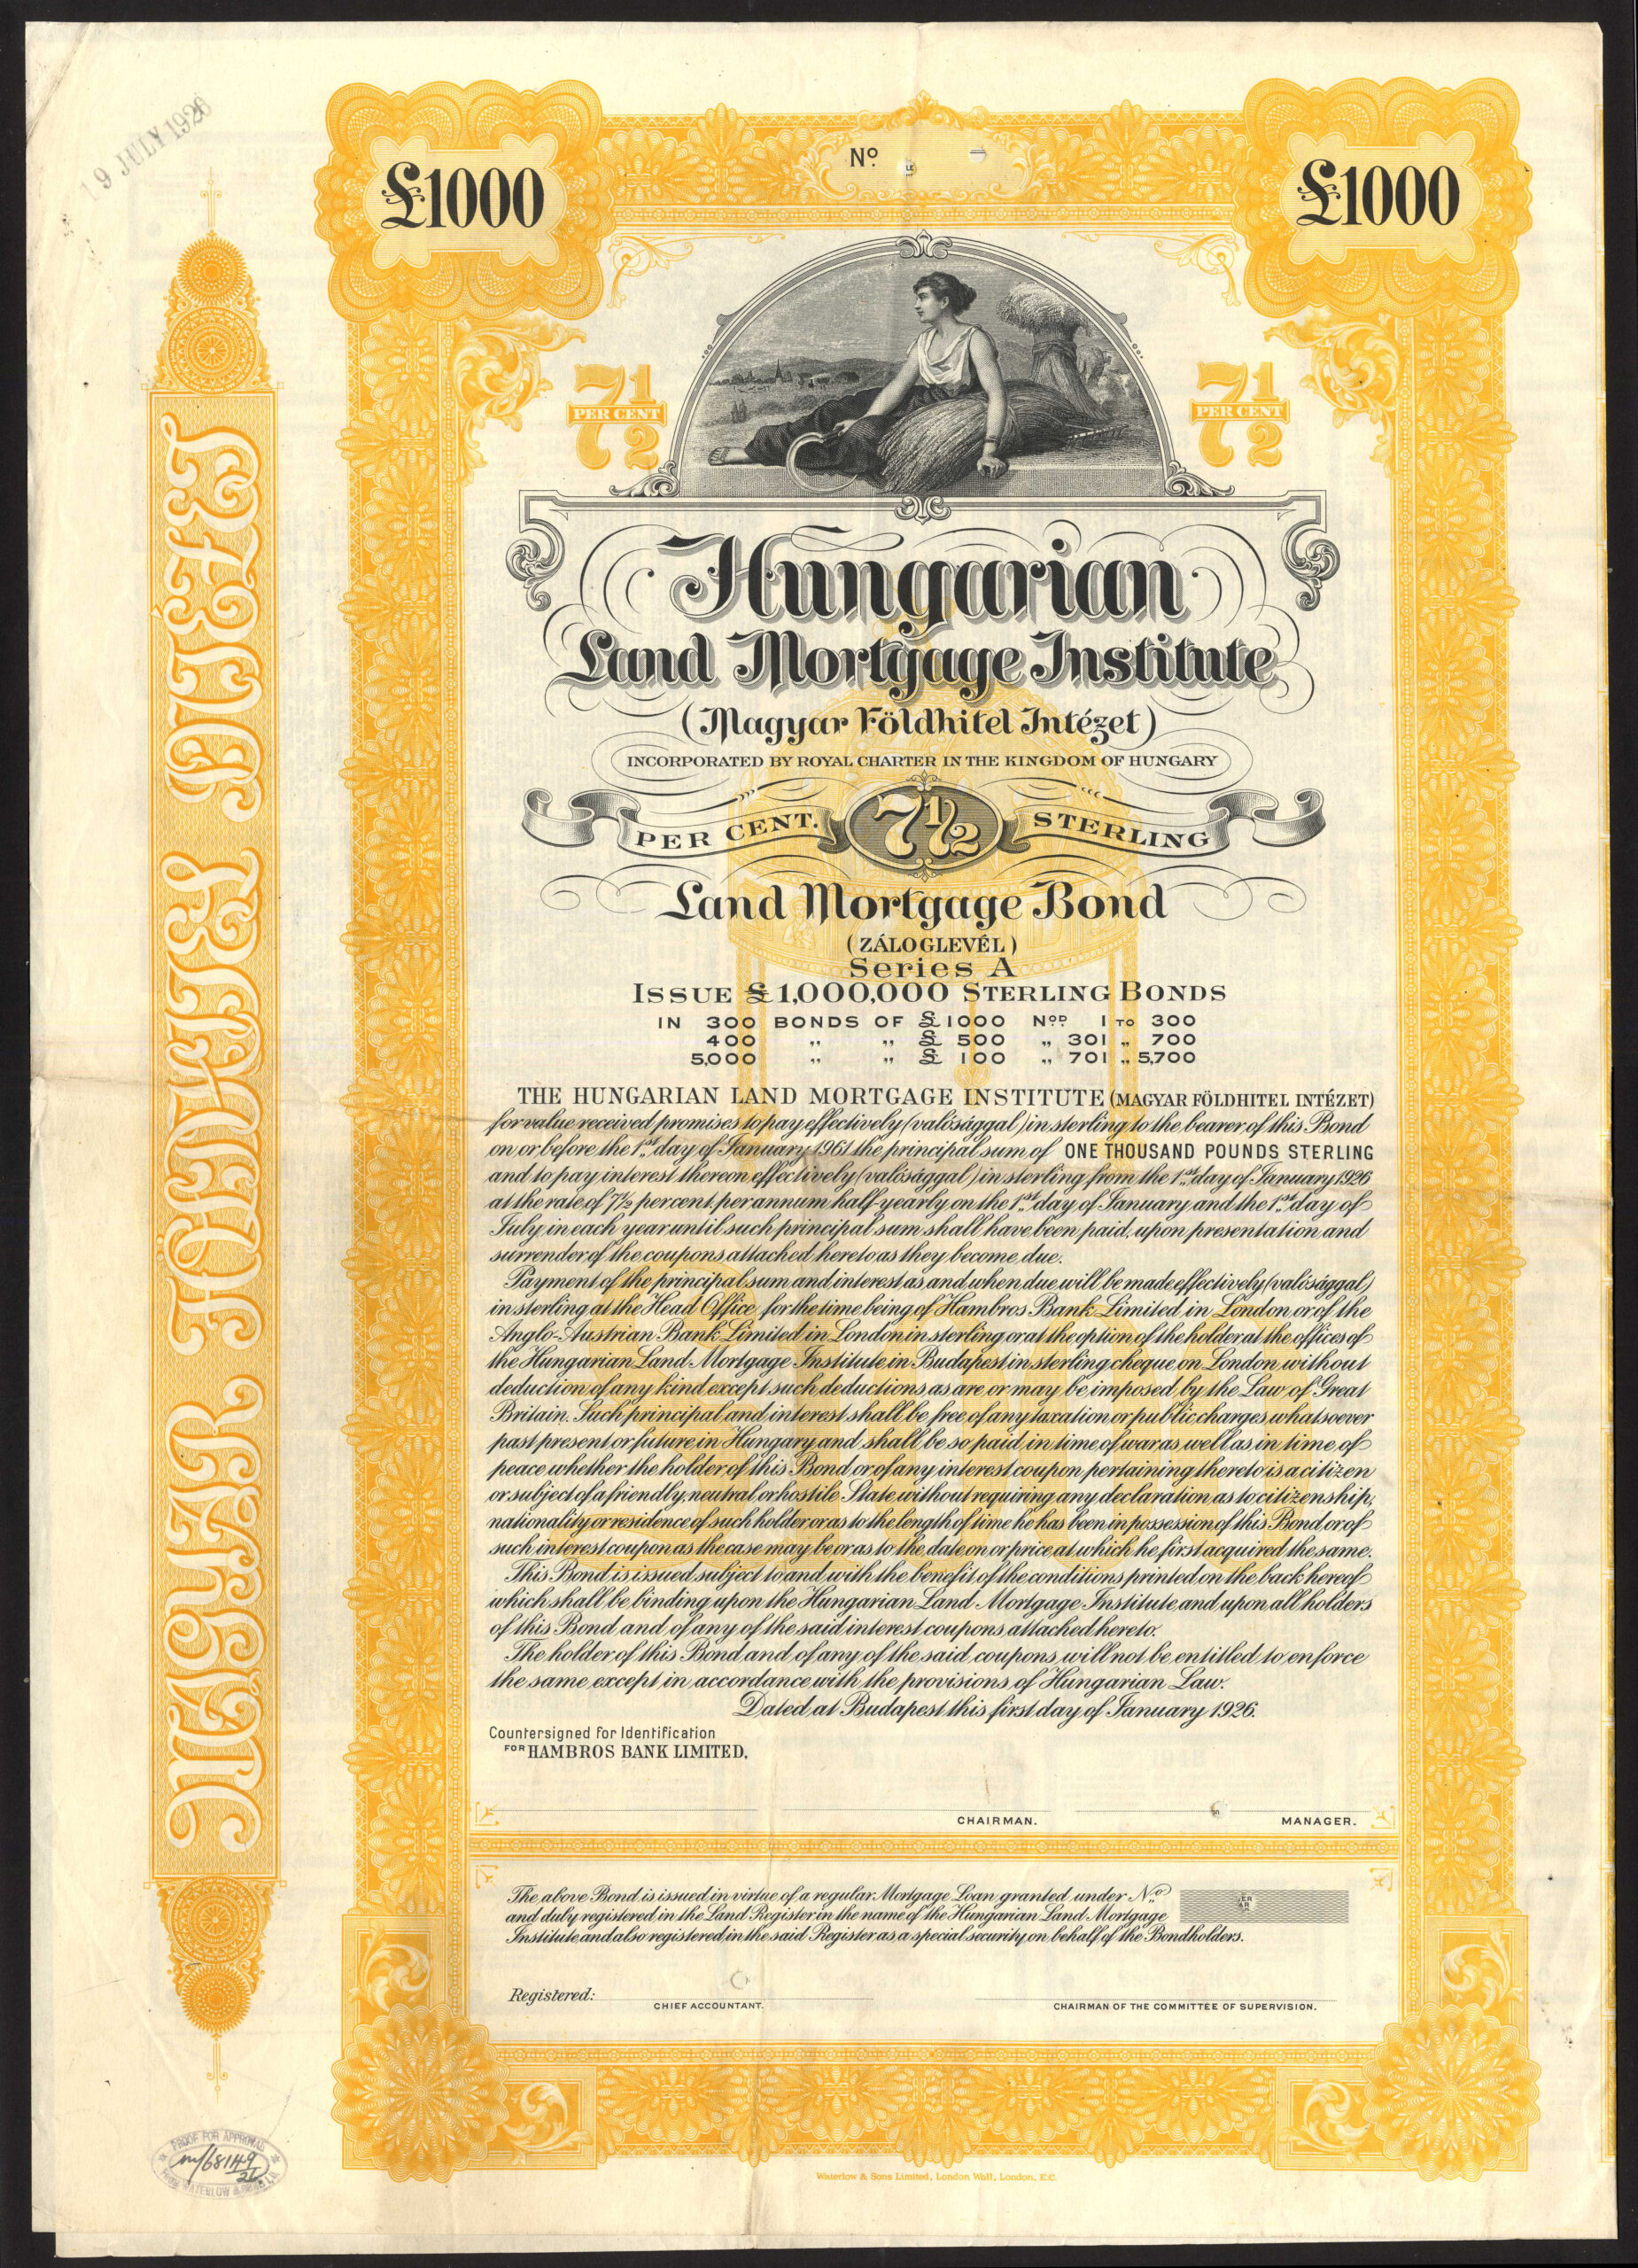 19 JULY 1926
£1000
Nº
£1000
7½
PER CENT
7½
PER CENT
MAGYAR FÖLDHITEL INTÉZET
Hungarian
Land Mortgage Institute
(Magyar Földhitel Intézet)
INCORPORATED BY ROYAL CHARTER IN THE KINGDOM OF HUNGARY
PER CENT. 7½ STERLING
Land Mortgage Bond
(ZÁLOGLEVÉL)
Series A
ISSUE £1,000,000 STERLING BONDS
IN 300 BONDS OF £1000 Nos 1 TO 300
400 " " £ 500 " 301 " 700
5,000 " " £ 100 " 701 " 5,700
THE HUNGARIAN LAND MORTGAGE INSTITUTE (MAGYAR FÖLDHITEL INTÉZET)
for value received promises to pay effectively (valósággal) in sterling to the bearer of this Bond
on or before the 1st day of January 1961 the principal sum of ONE THOUSAND POUNDS STERLING
and to pay interest thereon effectively (valósággal) in sterling from the 1st day of January 1926
at the rate of 7½ per cent. per annum half-yearly on the 1st day of January and the 1st day of
July in each year until such principal sum shall have been paid, upon presentation and
surrender of the coupons attached hereto as they become due.
Payment of the principal sum and interest as and when due will be made effectively (valósággal)
in sterling at the Head Office for the time being of Hambros Bank Limited in London or of the
Anglo-Austrian Bank Limited in London in sterling or at the option of the holder at the offices of
the Hungarian Land Mortgage Institute in Budapest in sterling cheque on London without
deduction of any kind except such deductions as are or may be imposed by the Law of Great
Britain. Such principal and interest shall be free of any taxation or public charges whatsoever
past present or future in Hungary and shall be so paid in time of war as well as in time of
peace whether the holder of this Bond or of any interest coupon pertaining thereto is a citizen
or subject of a friendly, neutral or hostile State without requiring any declaration as to citizenship,
nationality or residence of such holder or as to the length of time he has been in possession of this Bond or of
such interest coupon as the case may be or as to the date on or price at which he first acquired the same.
This Bond is issued subject to and with the benefit of the conditions printed on the back hereof
which shall be binding upon the Hungarian Land Mortgage Institute and upon all holders
of this Bond and of any of the said interest coupons attached hereto.
The holder of this Bond and of any of the said coupons will not be entitled to enforce
the same except in accordance with the provisions of Hungarian Law.
Dated at Budapest this first day of January 1926.
Countersigned for Identification
FOR HAMBROS BANK LIMITED,
CHAIRMAN.
MANAGER.
The above Bond is issued in virtue of a regular Mortgage Loan granted under No
and duly registered in the Land Register in the name of the Hungarian Land Mortgage
Institute and also registered in the said Register as a special security on behalf of the Bondholders.
Registered:
CHIEF ACCOUNTANT.
CHAIRMAN OF THE COMMITTEE OF SUPERVISION.
PROOF FOR APPROVAL
Waterlow & Sons Limited, London Wall, London, E.C.